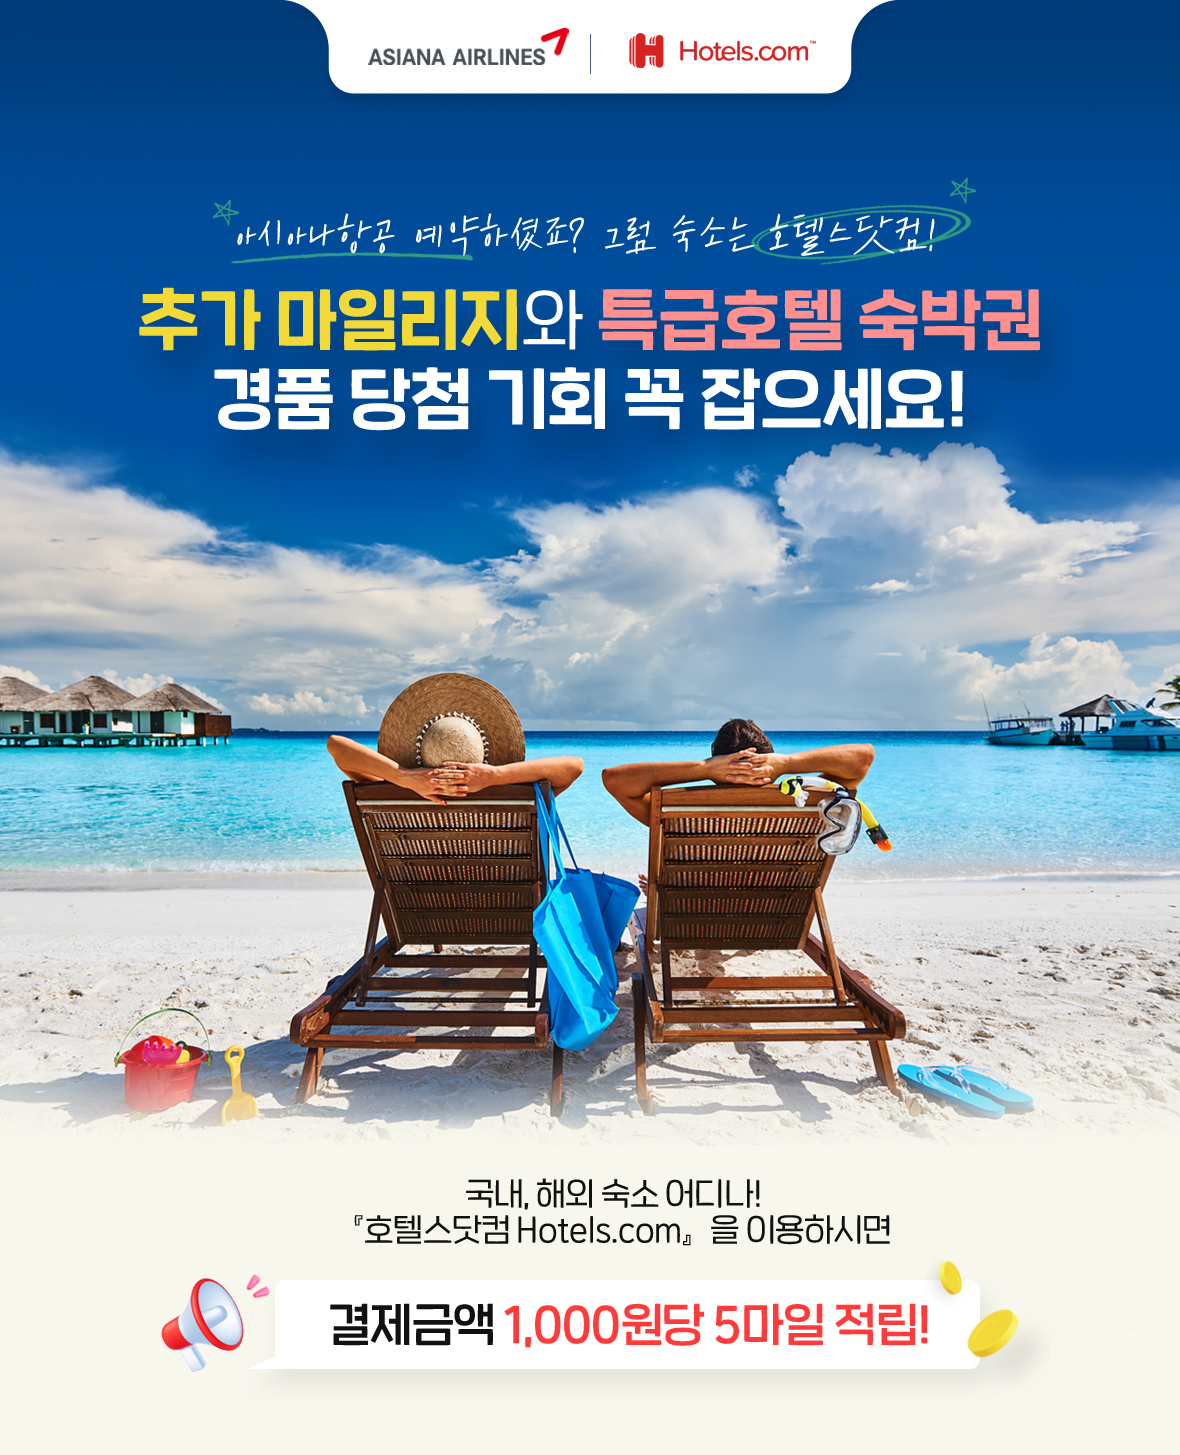 ASIANA AIRLINES
Hotels.com™
아시아나항공 예약하셨죠? 그럼 숙소는 호텔스닷컴!
추가 마일리지와 특급호텔 숙박권
경품 당첨 기회 꼭 잡으세요!
국내, 해외 숙소 어디나!
『호텔스닷컴 Hotels.com』 을 이용하시면
결제금액 1,000원당 5마일 적립!